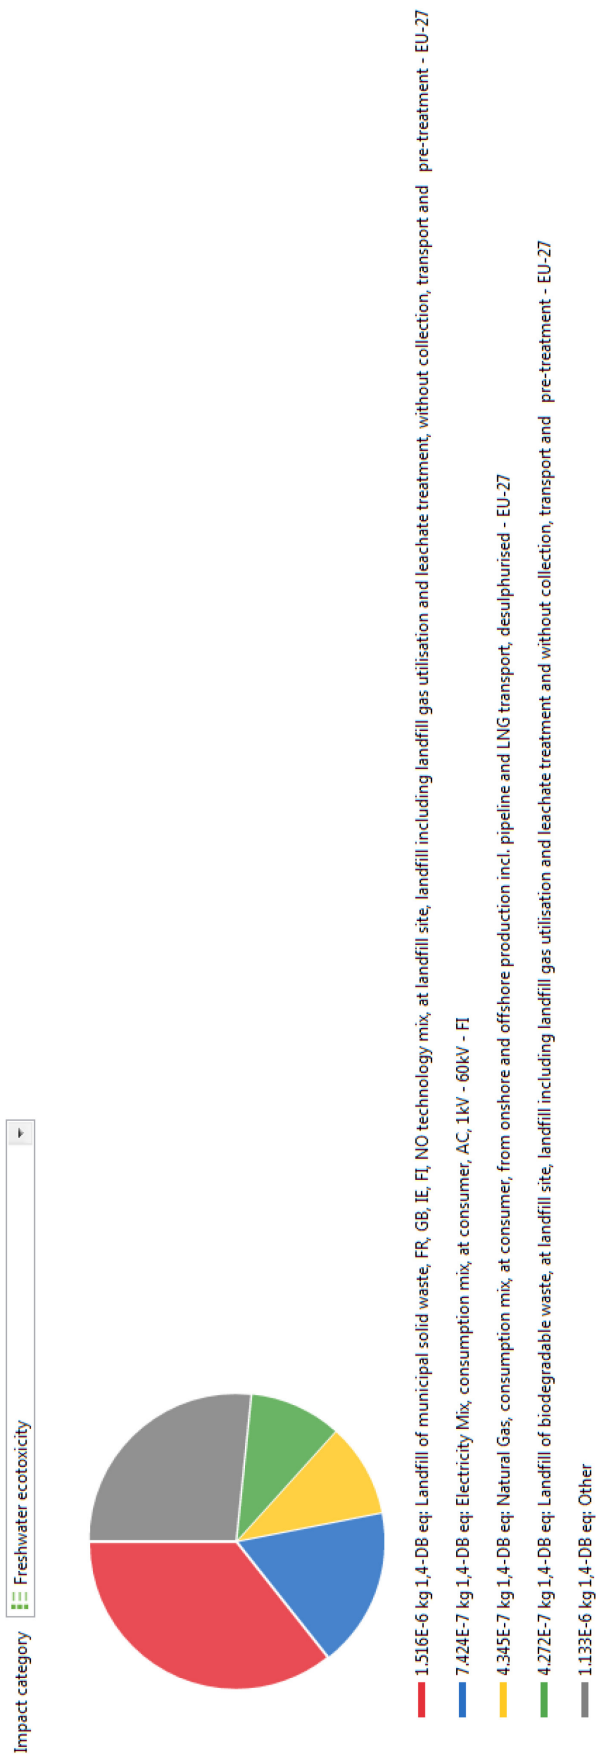 Impact category
Freshwater ecotoxicity
1.516E-6 kg 1,4-DB eq: Landfill of municipal solid waste, FR, GB, IE, FI, NO technology mix, at landfill site, landfill including landfill gas utilisation and leachate treatment, without collection, transport and pre-treatment - EU-27
7.424E-7 kg 1,4-DB eq: Electricity Mix, consumption mix, at consumer, AC, 1kV - 60kV - FI
4.345E-7 kg 1,4-DB eq: Natural Gas, consumption mix, at consumer, from onshore and offshore production incl. pipeline and LNG transport, desulphurised - EU-27
4.272E-7 kg 1,4-DB eq: Landfill of biodegradable waste, at landfill site, landfill including landfill gas utilisation and leachate treatment and without collection, transport and pre-treatment - EU-27
1.133E-6 kg 1,4-DB eq: Other